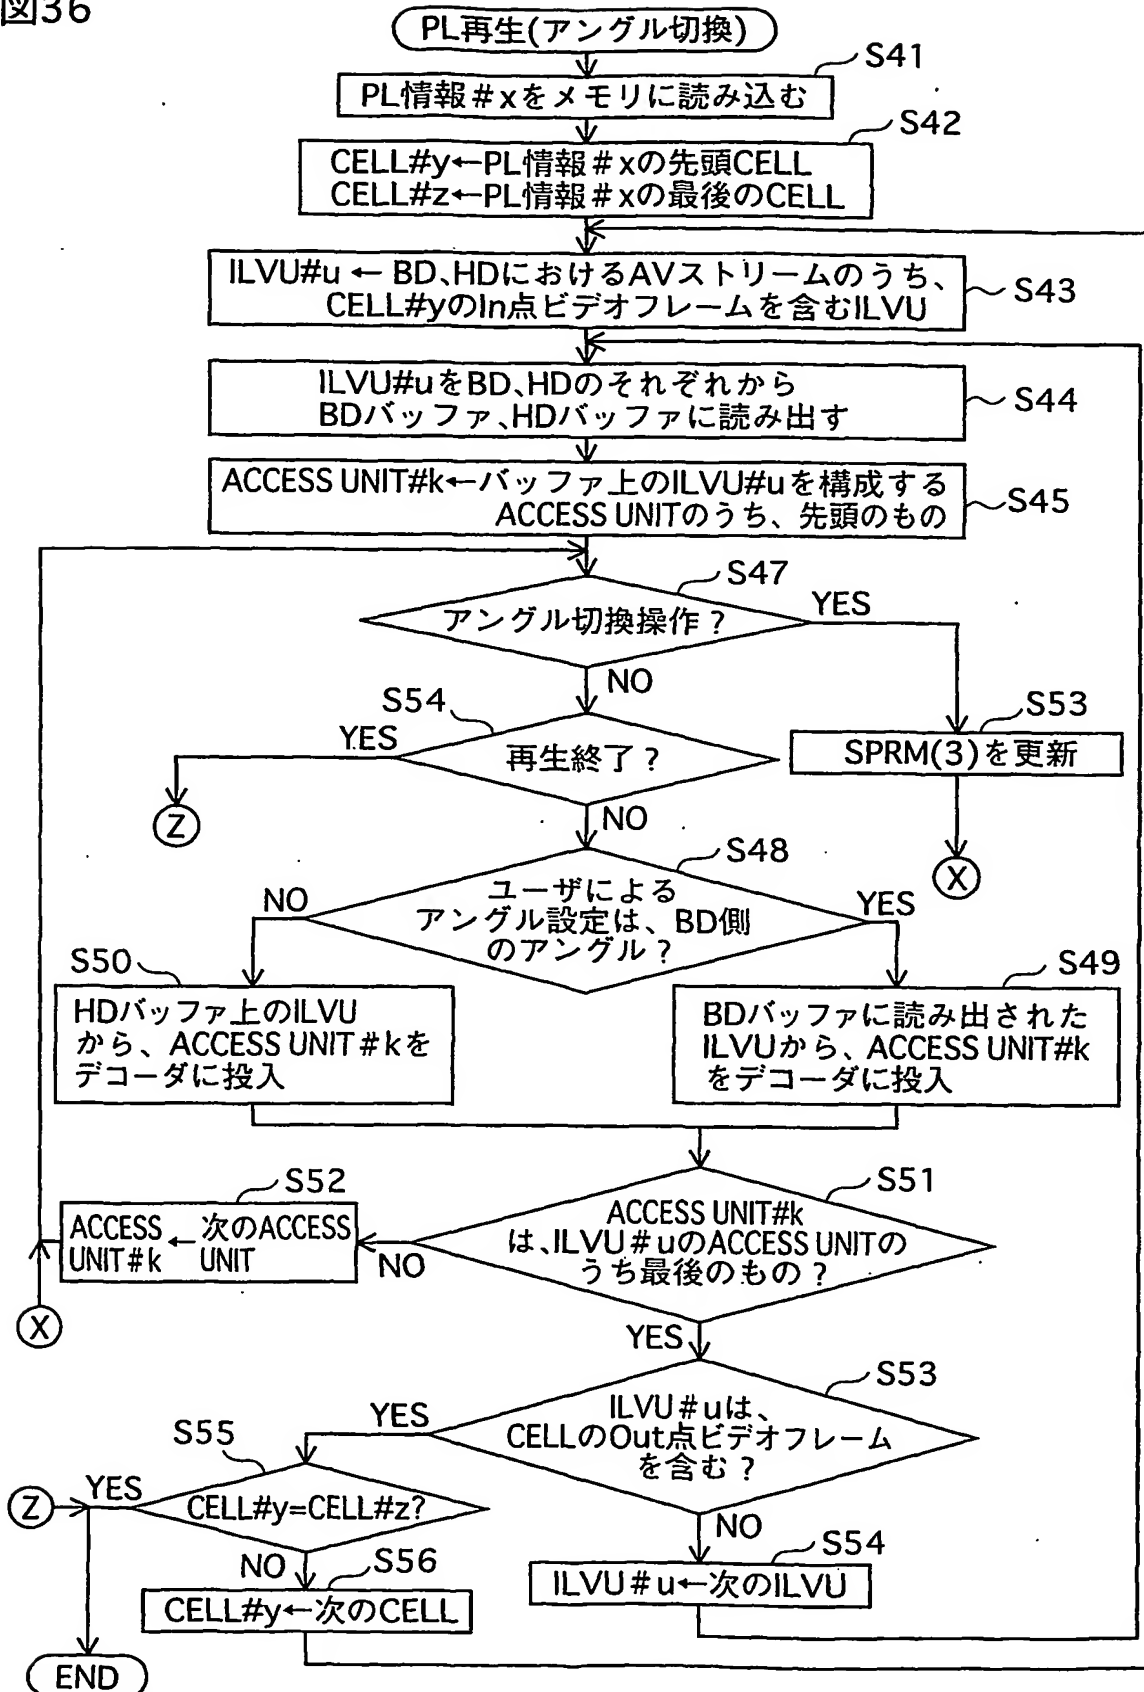 図36
PL再生(アングル切換)
S41
PL情報#xをメモリに読み込む
S42
CELL#y←PL情報#xの先頭CELL
CELL#z←PL情報#xの最後のCELL
ILVU#u ← BD、HDにおけるAVストリームのうち、
CELL#yのIn点ビデオフレームを含むILVU
S43
ILVU#uをBD、HDのそれぞれから
BDバッファ、HDバッファに読み出す
S44
ACCESS UNIT#k←バッファ上のILVU#uを構成する
ACCESS UNITのうち、先頭のもの
S45
S47
アングル切換操作?
YES
NO
S54
再生終了?
YES
NO
S53
SPRM(3)を更新
Z
X
S48
ユーザによる
アングル設定は、BD側
のアングル?
NO
YES
S50
HDバッファ上のILVU
から、ACCESS UNIT#kを
デコーダに投入
S49
BDバッファに読み出された
ILVUから、ACCESS UNIT#k
をデコーダに投入
S51
ACCESS UNIT#k
は、ILVU#uのACCESS UNITの
うち最後のもの?
NO
YES
S52
ACCESS ← 次のACCESS
UNIT#k UNIT
X
S53
ILVU#uは、
CELLのOut点ビデオフレーム
を含む?
YES
NO
S55
CELL#y=CELL#z?
YES
NO
Z
S54
ILVU#u←次のILVU
S56
CELL#y←次のCELL
END